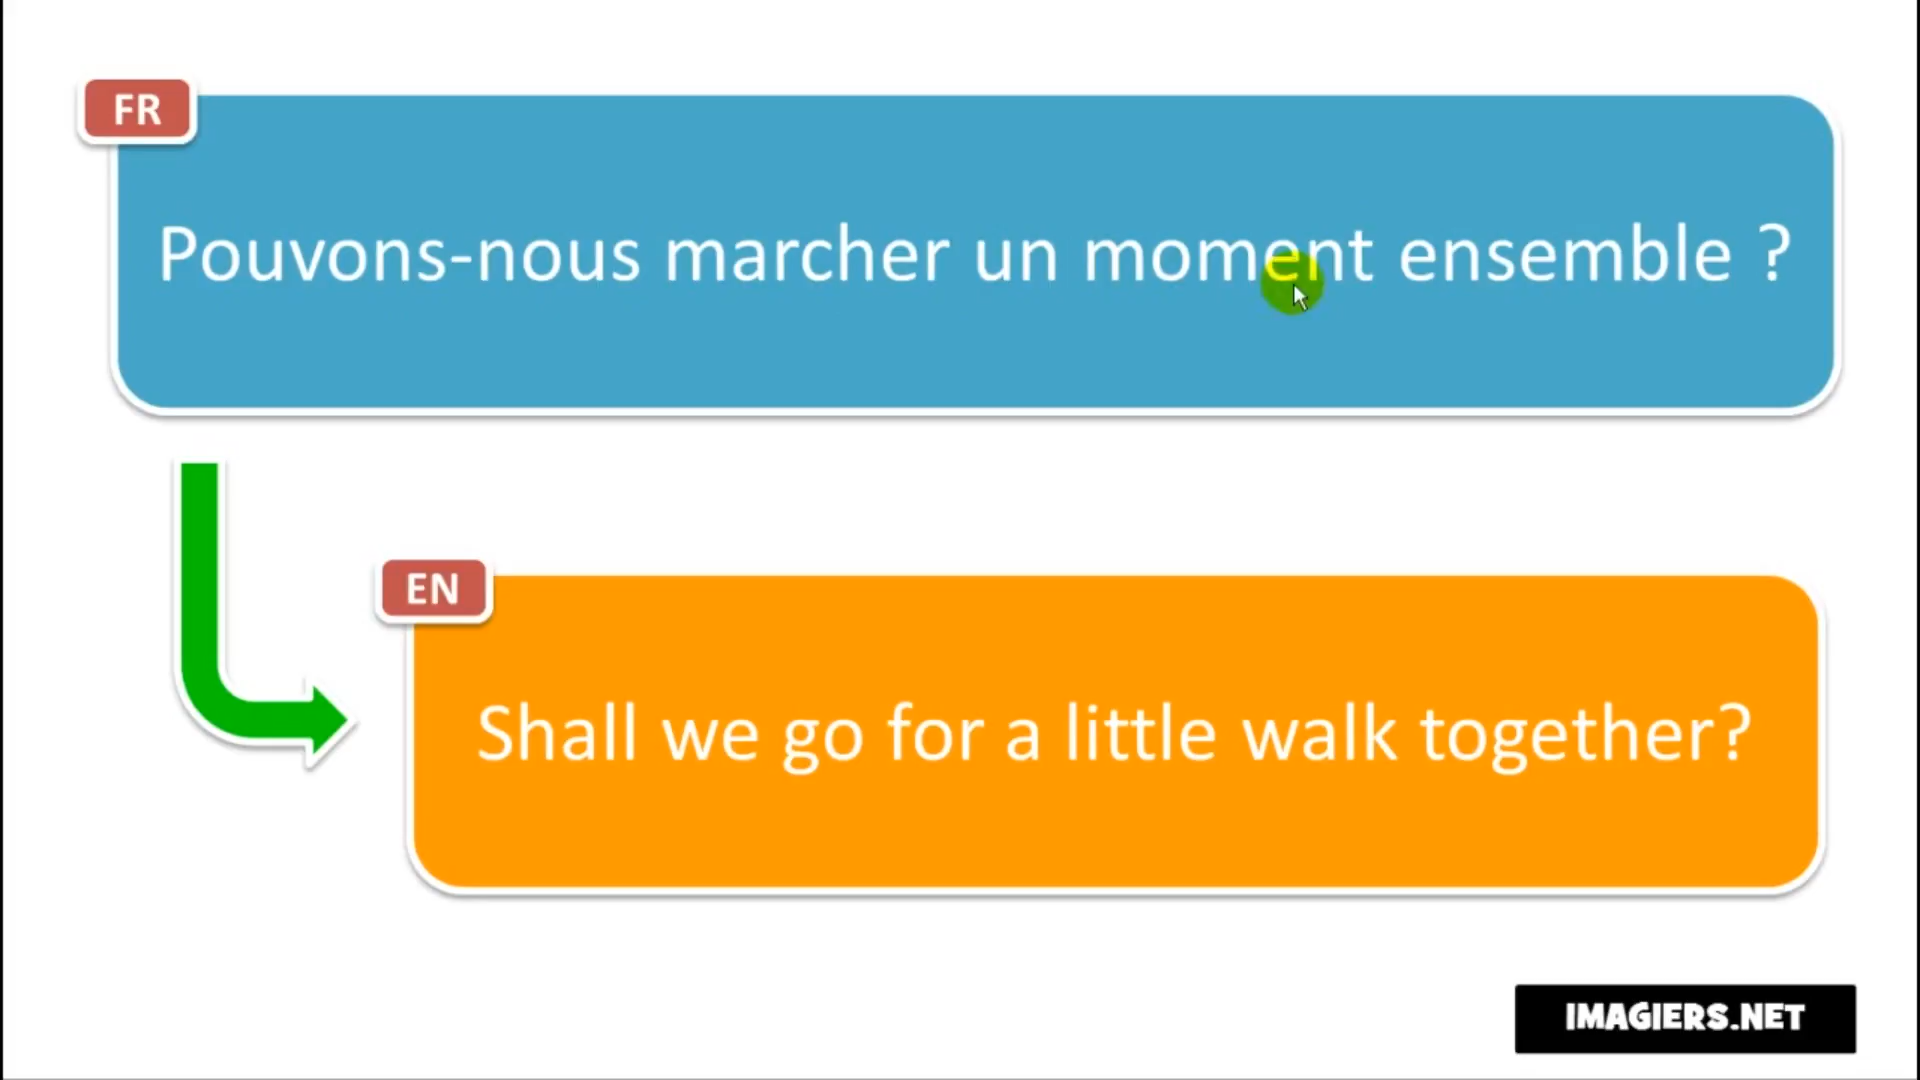 FR
Pouvons-nous marcher un moment ensemble ?
EN
Shall we go for a little walk together?
IMAGIERS.NET